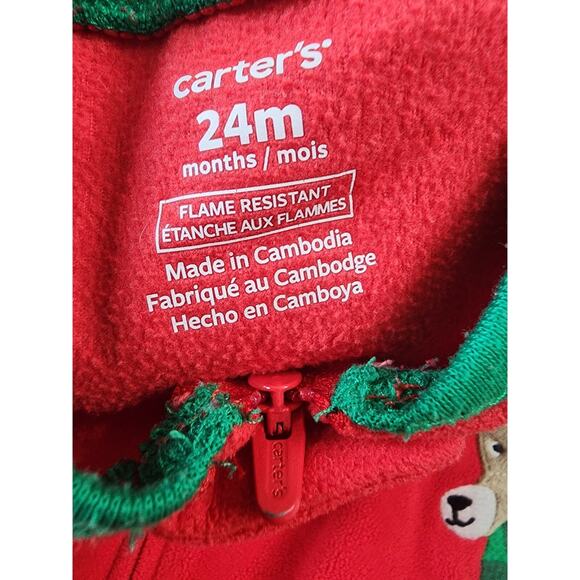 carter's
24m
months / mois
FLAME RESISTANT
ÉTANCHE AUX FLAMMES
Made in Cambodia
Fabriqué au Cambodge
Hecho en Camboya
carter's